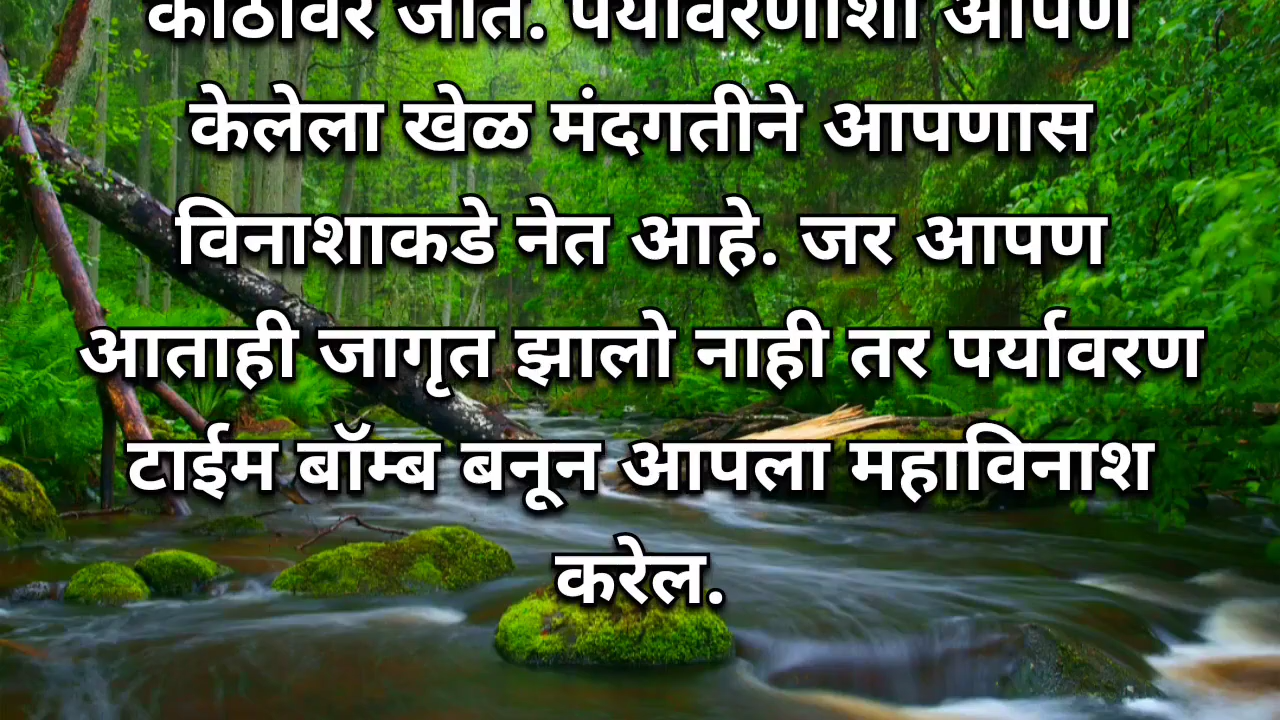 काठावर जाते. पर्यावरणाशी आपण
केलेला खेळ मंदगतीने आपणास
विनाशाकडे नेत आहे. जर आपण
आताही जागृत झालो नाही तर पर्यावरण
टाईम बॉम्ब बनून आपला महाविनाश
करेल.